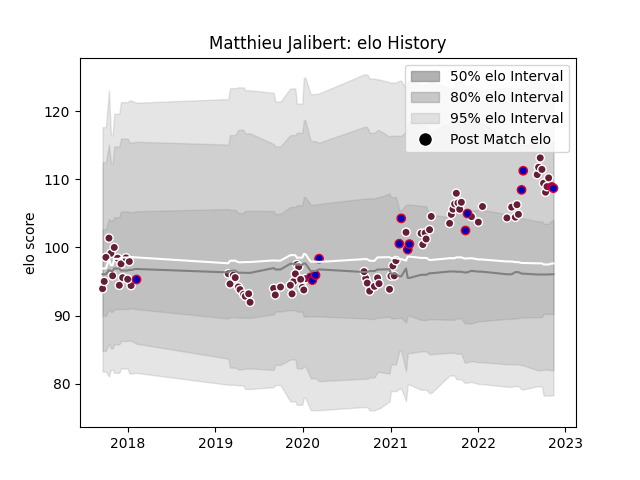 Matthieu Jalibert: elo History
50% elo Interval
80% elo Interval
95% elo Interval
Post Match elo
elo score
120
110
100
90
80
2018
2019
2020
2021
2022
2023